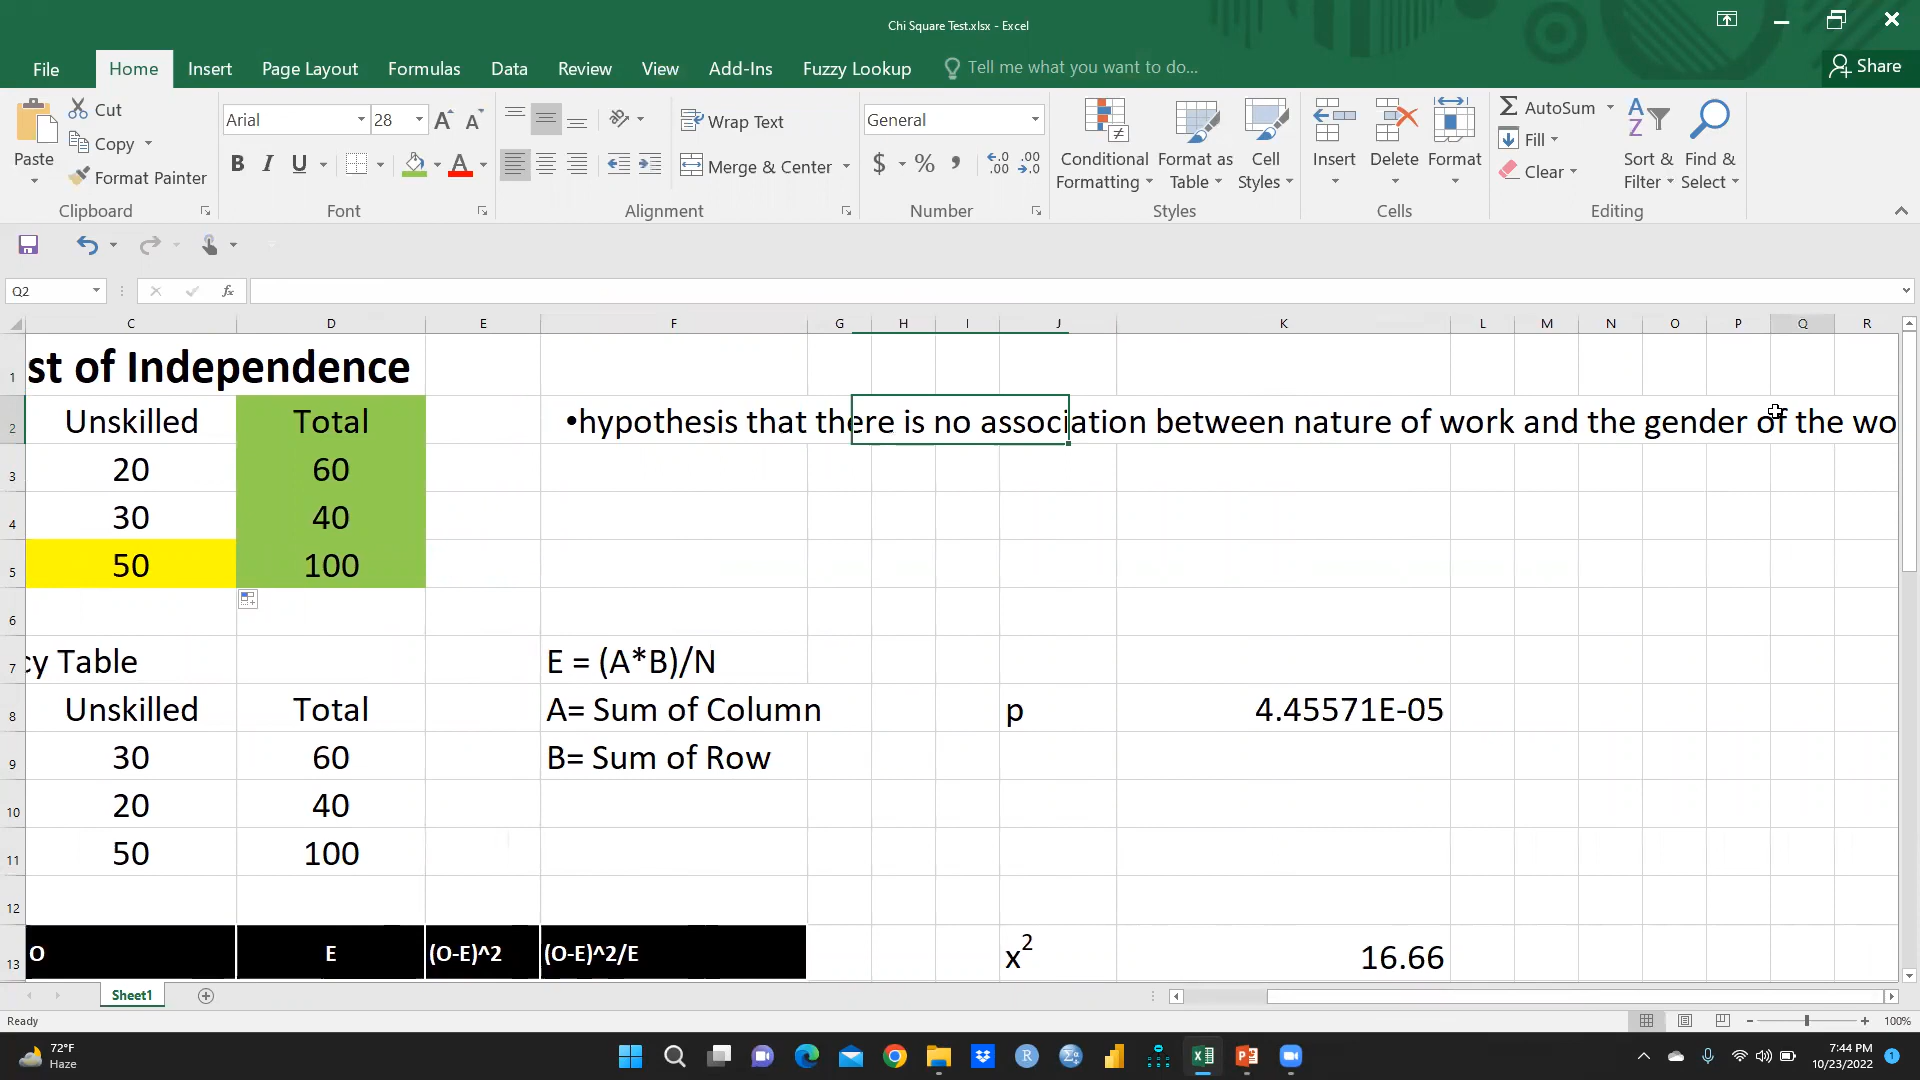 Chi Square Test.xlsx - Excel
File Home Insert Page Layout Formulas Data Review View Add-Ins Fuzzy Lookup Tell me what you want to do... Share
Paste Cut Copy Format Painter
Clipboard
Arial 28
B I U
Font
Wrap Text
Merge & Center
Alignment
General
$ % ,
Number
Conditional Formatting
Format as Table
Cell Styles
Styles
Insert Delete Format
Cells
AutoSum
Fill
Clear
Sort & Filter
Find & Select
Editing
Q2 fx
C D E F G H I J K L M N O P Q R
1 st of Independence
2 Unskilled Total •hypothesis that there is no association between nature of work and the gender of the wo
3 20 60
4 30 40
5 50 100
6
7 cy Table E = (A*B)/N
8 Unskilled Total A= Sum of Column p 4.45571E-05
9 30 60 B= Sum of Row
10 20 40
11 50 100
12
13 O E (O-E)^2 (O-E)^2/E x2 16.66
Sheet1
Ready 100%
72°F
Haze
7:44 PM
10/23/2022
1